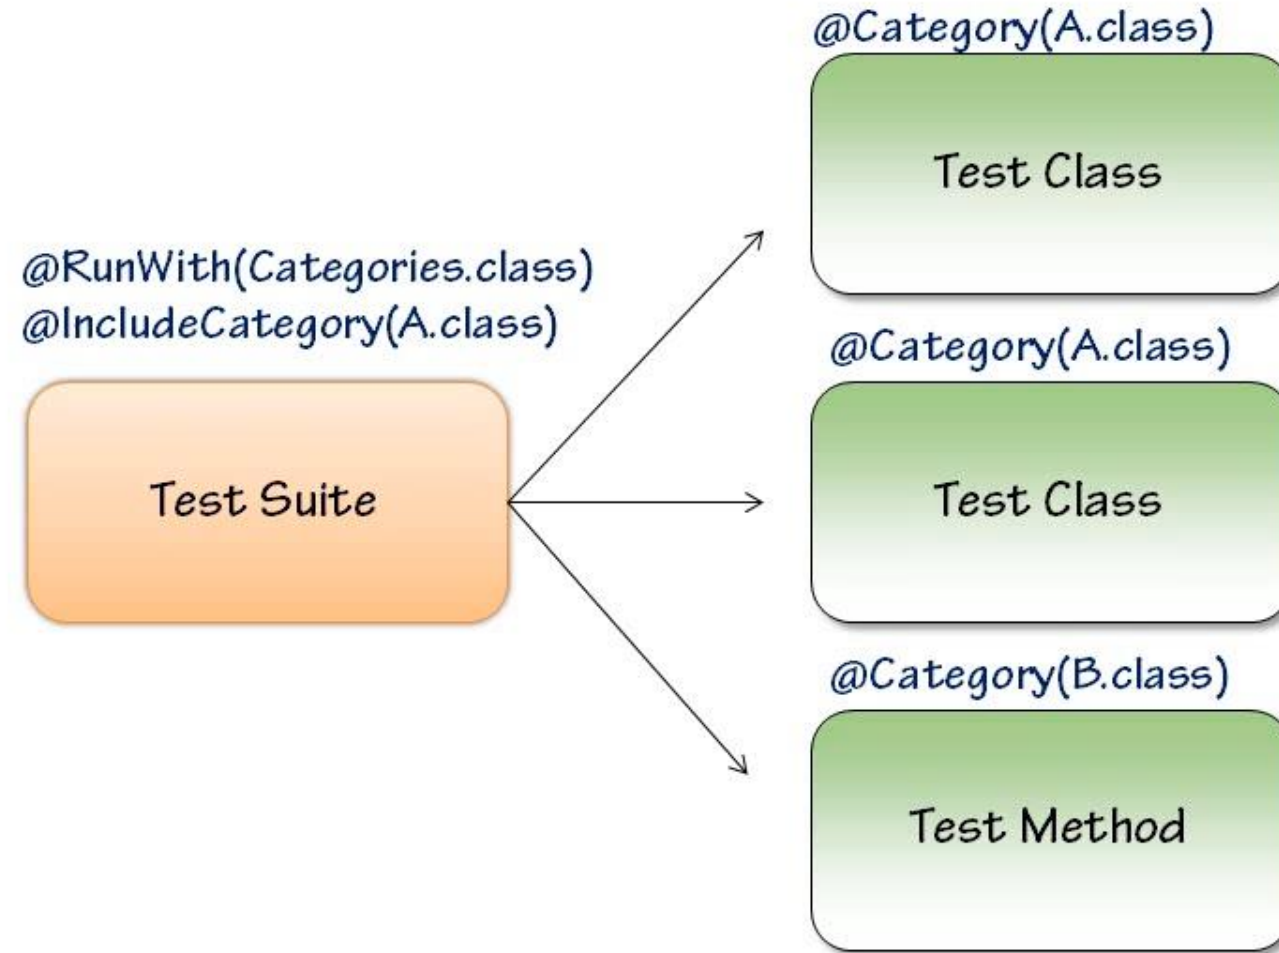 @Category(A.class)
Test Class
@RunWith(Categories.class)
@IncludeCategory(A.class)
Test Suite
@Category(A.class)
Test Class
@Category(B.class)
Test Method